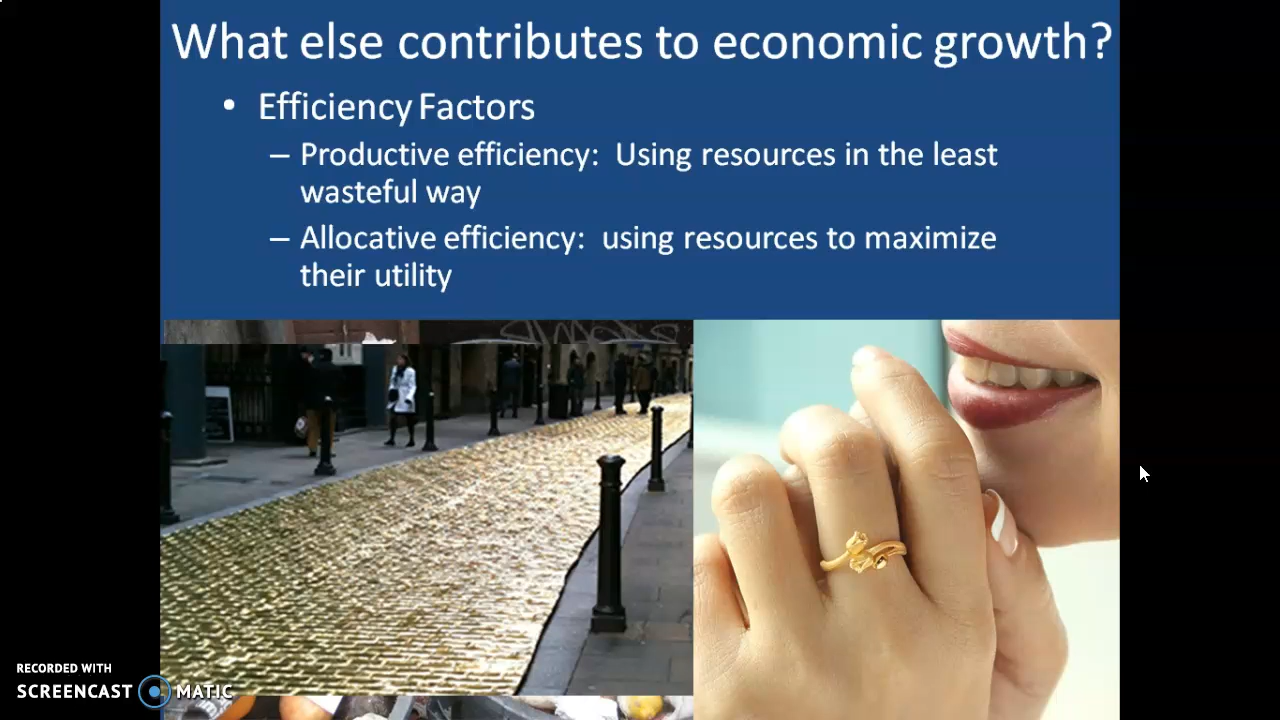 What else contributes to economic growth?
• Efficiency Factors
– Productive efficiency: Using resources in the least
wasteful way
– Allocative efficiency: using resources to maximize
their utility
RECORDED WITH
SCREENCAST MATIC